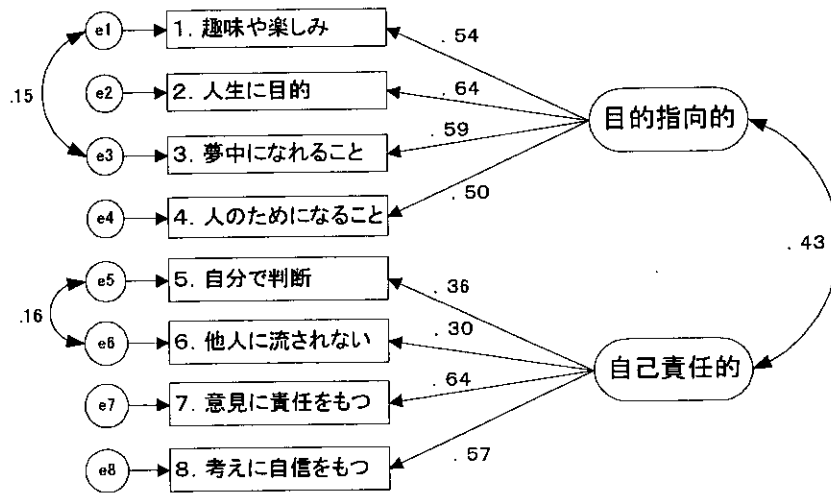 e1
1. 趣味や楽しみ
.54
.15
e2
2. 人生に目的
.64
目的指向的
e3
3. 夢中になれること
.59
e4
4. 人のためになること
.50
.43
e5
5. 自分で判断
.36
.16
e6
6. 他人に流されない
.30
自己責任的
e7
7. 意見に責任をもつ
.64
e8
8. 考えに自信をもつ
.57